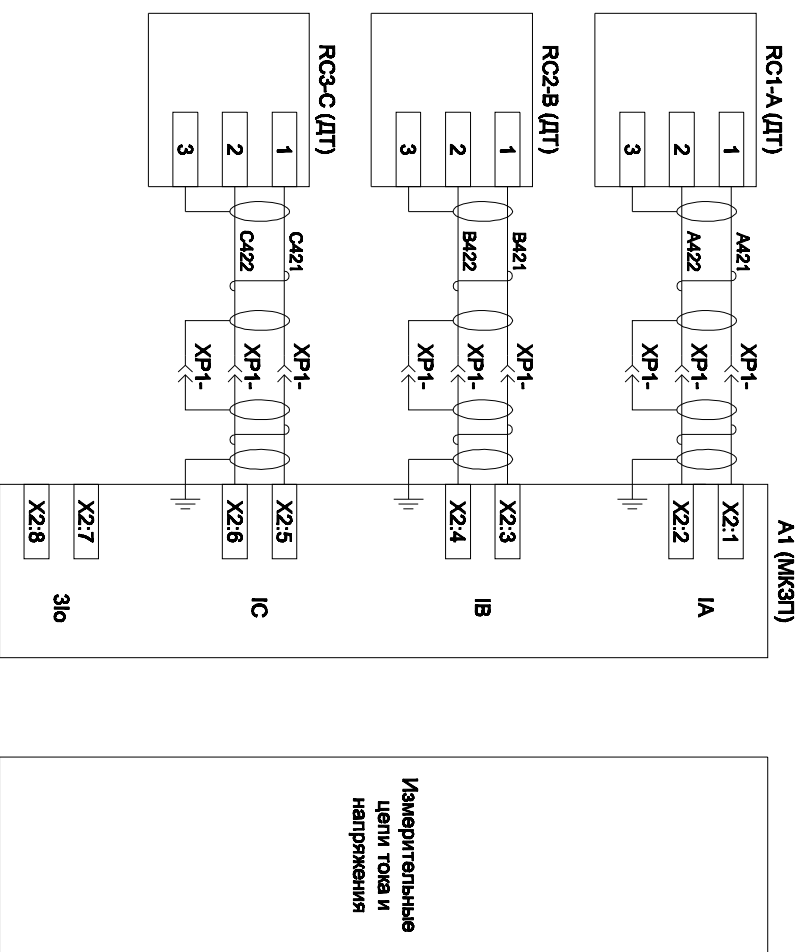 RC1-A (ДТ)
1
2
3
A421
A422
XP1-
XP1-
XP1-
X2:1
X2:2
IA
A1 (МКЗП)
RC2-B (ДТ)
1
2
3
B421
B422
XP1-
XP1-
XP1-
X2:3
X2:4
IB
RC3-C (ДТ)
1
2
3
C421
C422
XP1-
XP1-
XP1-
X2:5
X2:6
IC
X2:7
X2:8
3Io
Измерительные
цепи тока и
напряжения